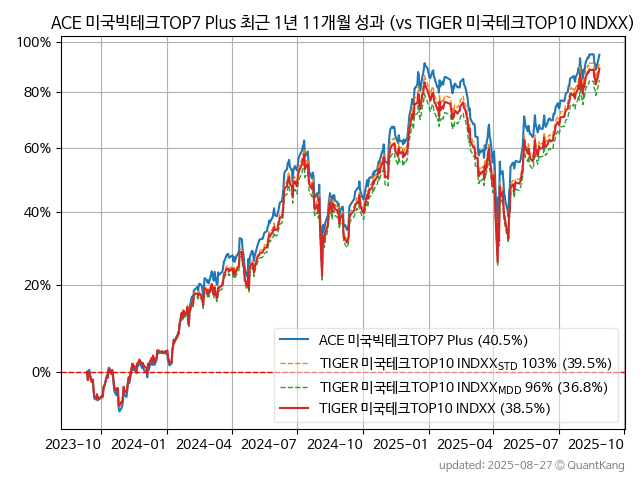 ACE 미국빅테크TOP7 Plus 최근 1년 11개월 성과 (vs TIGER 미국테크TOP10 INDXX)
100%
80%
60%
40%
20%
0%
ACE 미국빅테크TOP7 Plus (40.5%)
TIGER 미국테크TOP10 INDXX_STD 103% (39.5%)
TIGER 미국테크TOP10 INDXX_MDD 96% (36.8%)
TIGER 미국테크TOP10 INDXX (38.5%)
2023-10 2024-01 2024-04 2024-07 2024-10 2025-01 2025-04 2025-07 2025-10
updated: 2025-08-27 © QuantKang